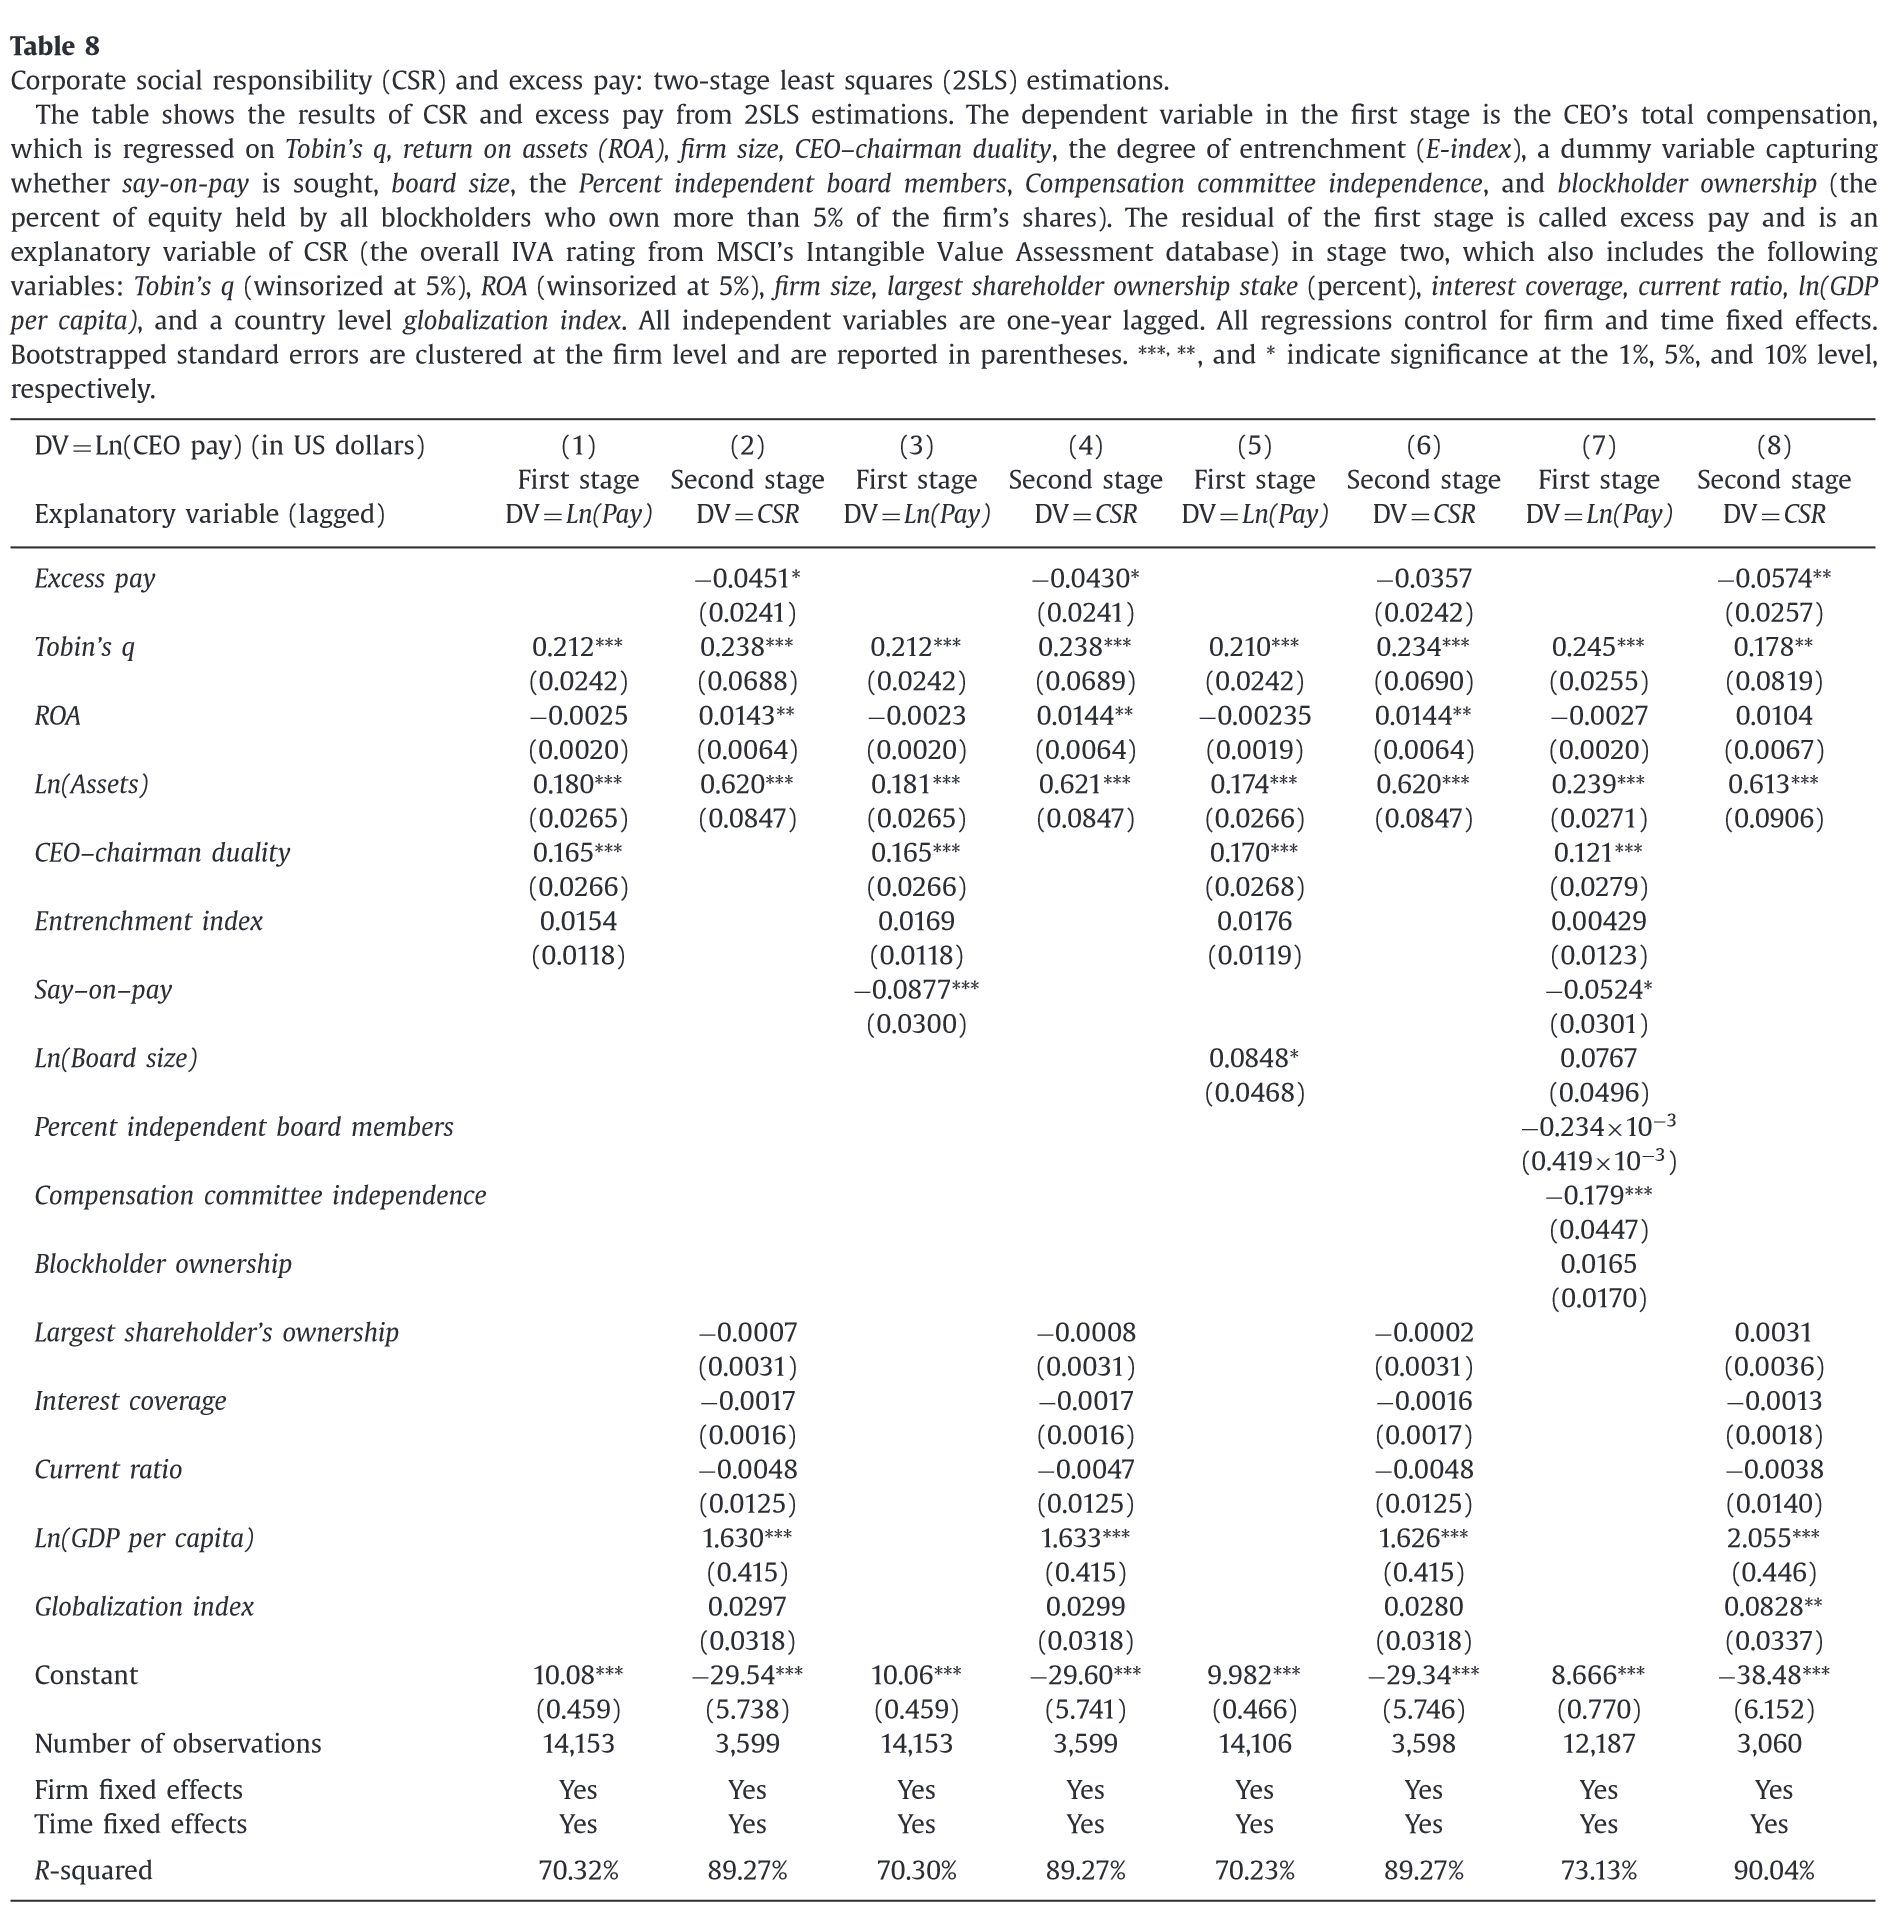 Table 8
Corporate social responsibility (CSR) and excess pay: two-stage least squares (2SLS) estimations.
The table shows the results of CSR and excess pay from 2SLS estimations. The dependent variable in the first stage is the CEO's total compensation,
which is regressed on Tobin's q, return on assets (ROA), firm size, CEO–chairman duality, the degree of entrenchment (E-index), a dummy variable capturing
whether say-on-pay is sought, board size, the Percent independent board members, Compensation committee independence, and blockholder ownership (the
percent of equity held by all blockholders who own more than 5% of the firm's shares). The residual of the first stage is called excess pay and is an
explanatory variable of CSR (the overall IVA rating from MSCI's Intangible Value Assessment database) in stage two, which also includes the following
variables: Tobin's q (winsorized at 5%), ROA (winsorized at 5%), firm size, largest shareholder ownership stake (percent), interest coverage, current ratio, ln(GDP
per capita), and a country level globalization index. All independent variables are one-year lagged. All regressions control for firm and time fixed effects.
Bootstrapped standard errors are clustered at the firm level and are reported in parentheses. ***, **, and * indicate significance at the 1%, 5%, and 10% level,
respectively.
DV=Ln(CEO pay) (in US dollars) (1) (2) (3) (4) (5) (6) (7) (8)
First stage Second stage First stage Second stage First stage Second stage First stage Second stage
Explanatory variable (lagged) DV=Ln(Pay) DV=CSR DV=Ln(Pay) DV=CSR DV=Ln(Pay) DV=CSR DV=Ln(Pay) DV=CSR
Excess pay −0.0451* −0.0430* −0.0357 −0.0574**
(0.0241) (0.0241) (0.0242) (0.0257)
Tobin's q 0.212*** 0.238*** 0.212*** 0.238*** 0.210*** 0.234*** 0.245*** 0.178**
(0.0242) (0.0688) (0.0242) (0.0689) (0.0242) (0.0690) (0.0255) (0.0819)
ROA −0.0025 0.0143** −0.0023 0.0144** −0.00235 0.0144** −0.0027 0.0104
(0.0020) (0.0064) (0.0020) (0.0064) (0.0019) (0.0064) (0.0020) (0.0067)
Ln(Assets) 0.180*** 0.620*** 0.181*** 0.621*** 0.174*** 0.620*** 0.239*** 0.613***
(0.0265) (0.0847) (0.0265) (0.0847) (0.0266) (0.0847) (0.0271) (0.0906)
CEO–chairman duality 0.165*** 0.165*** 0.170*** 0.121***
(0.0266) (0.0266) (0.0268) (0.0279)
Entrenchment index 0.0154 0.0169 0.0176 0.00429
(0.0118) (0.0118) (0.0119) (0.0123)
Say–on–pay −0.0877*** −0.0524*
(0.0300) (0.0301)
Ln(Board size) 0.0848* 0.0767
(0.0468) (0.0496)
Percent independent board members −0.234×10⁻³
(0.419×10⁻³)
Compensation committee independence −0.179***
(0.0447)
Blockholder ownership 0.0165
(0.0170)
Largest shareholder's ownership −0.0007 −0.0008 −0.0002 0.0031
(0.0031) (0.0031) (0.0031) (0.0036)
Interest coverage −0.0017 −0.0017 −0.0016 −0.0013
(0.0016) (0.0016) (0.0017) (0.0018)
Current ratio −0.0048 −0.0047 −0.0048 −0.0038
(0.0125) (0.0125) (0.0125) (0.0140)
Ln(GDP per capita) 1.630*** 1.633*** 1.626*** 2.055***
(0.415) (0.415) (0.415) (0.446)
Globalization index 0.0297 0.0299 0.0280 0.0828**
(0.0318) (0.0318) (0.0318) (0.0337)
Constant 10.08*** −29.54*** 10.06*** −29.60*** 9.982*** −29.34*** 8.666*** −38.48***
(0.459) (5.738) (0.459) (5.741) (0.466) (5.746) (0.770) (6.152)
Number of observations 14,153 3,599 14,153 3,599 14,106 3,598 12,187 3,060
Firm fixed effects Yes Yes Yes Yes Yes Yes Yes Yes
Time fixed effects Yes Yes Yes Yes Yes Yes Yes Yes
R-squared 70.32% 89.27% 70.30% 89.27% 70.23% 89.27% 73.13% 90.04%